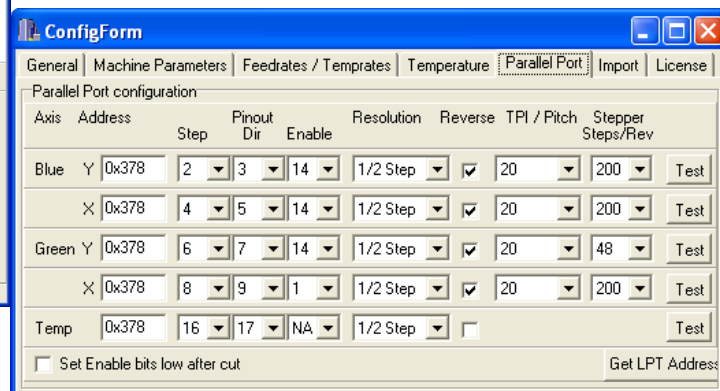 ConfigForm
General Machine Parameters Feedrates / Temprates Temperature Parallel Port Import License
Parallel Port configuration
Axis Address Step Pinout Dir Enable Resolution Reverse TPI / Pitch Stepper Steps/Rev
Blue Y 0x378 2 3 14 1/2 Step 20 200 Test
X 0x378 4 5 14 1/2 Step 20 200 Test
Green Y 0x378 6 7 14 1/2 Step 20 48 Test
X 0x378 8 9 1 1/2 Step 20 200 Test
Temp 0x378 16 17 NA 1/2 Step Test
Set Enable bits low after cut Get LPT Address